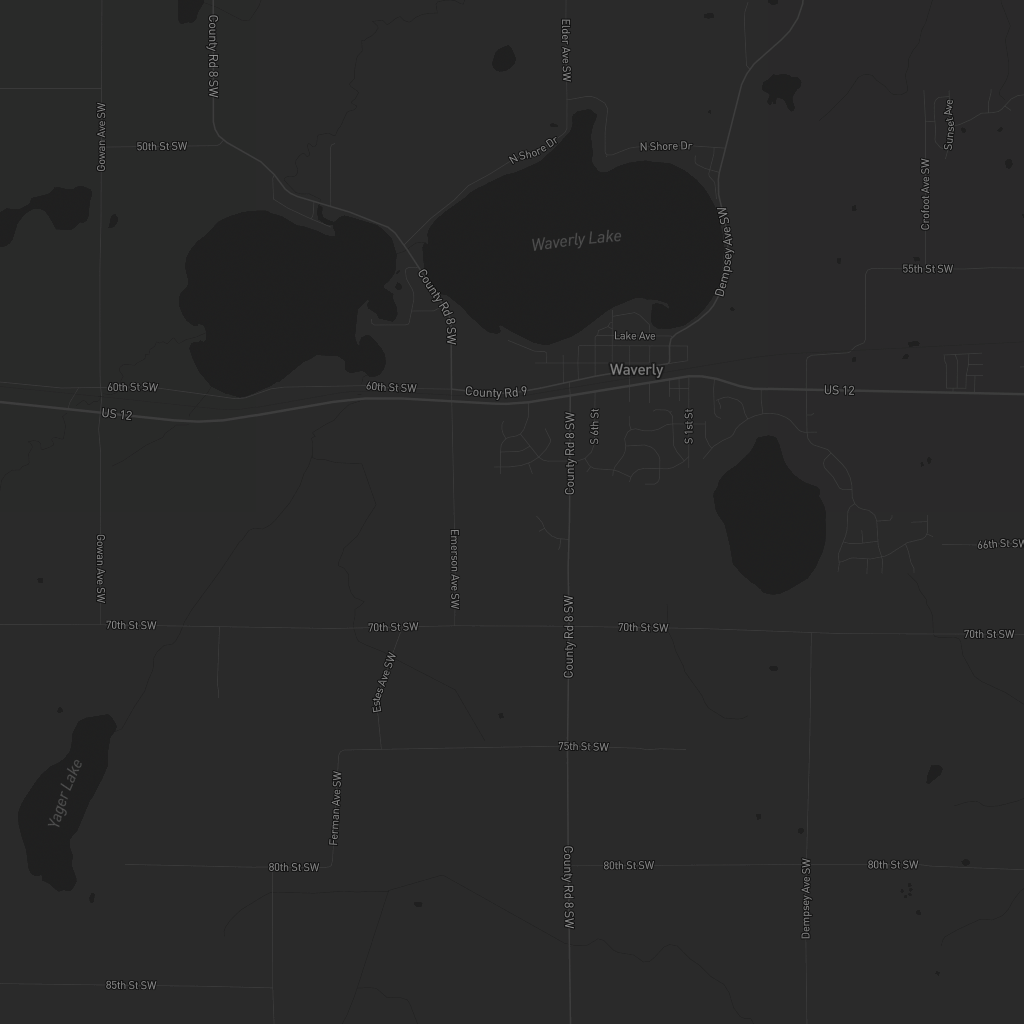 County Rd 8 SW
Elder Ave SW
Gowan Ave SW
50th St SW
N Shore Dr
N Shore Dr
Sunset Ave
Crofoot Ave SW
Waverly Lake
Dempsey Ave SW
55th St SW
County Rd 8 SW
Lake Ave
Waverly
60th St SW
60th St SW
County Rd 9
US 12
US 12
S 6th St
S 1st St
County Rd 8 SW
66th St SW
Gowan Ave SW
Emerson Ave SW
County Rd 8 SW
70th St SW
70th St SW
70th St SW
70th St SW
Estes Ave SW
75th St SW
Yager Lake
Ferman Ave SW
80th St SW
80th St SW
80th St SW
County Rd 8 SW
Dempsey Ave SW
85th St SW